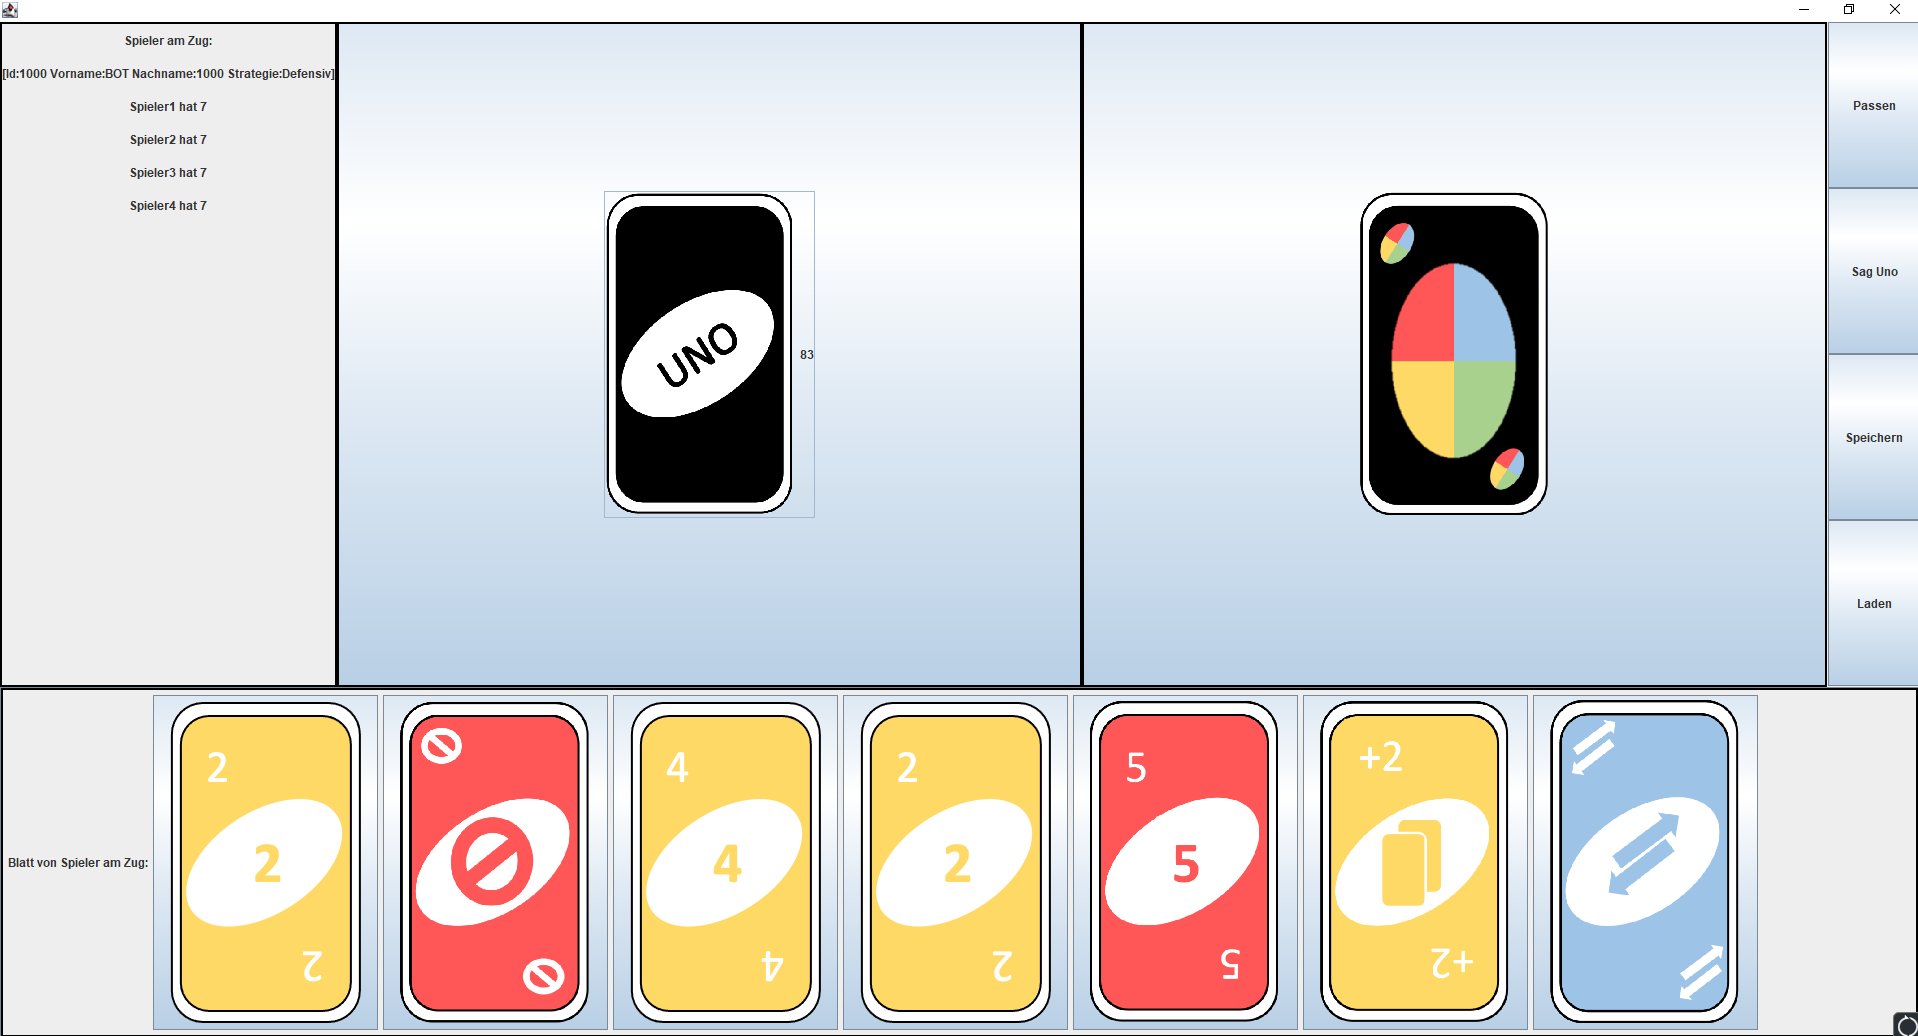 Spieler am Zug:
[Id:1000 Vorname:BOT Nachname:1000 Strategie:Defensiv]
Spieler1 hat 7
Spieler2 hat 7
Spieler3 hat 7
Spieler4 hat 7
UNO
83
Passen
Sag Uno
Speichern
Laden
Blatt von Spieler am Zug:
2
2
2
4
4
4
2
2
2
5
5
5
+2
+2